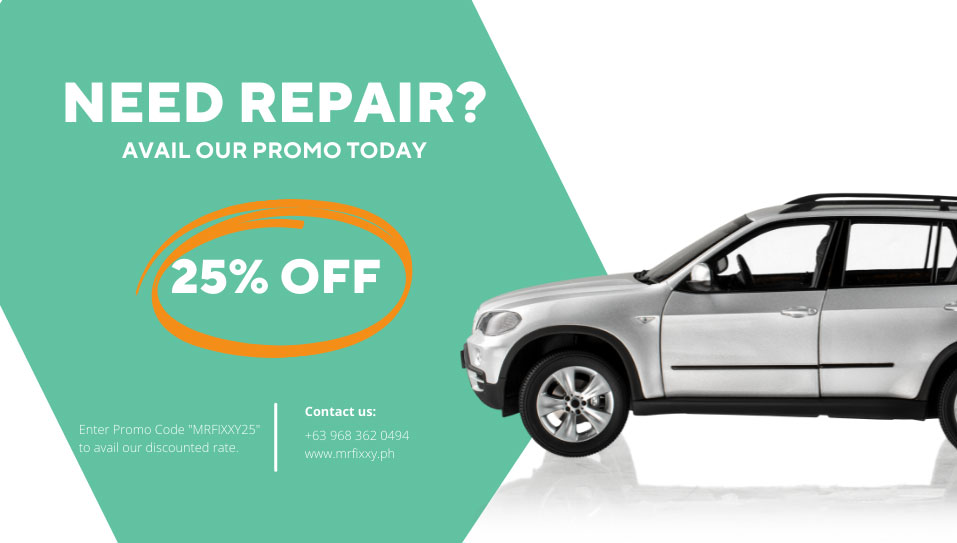 NEED REPAIR?
AVAIL OUR PROMO TODAY
25% OFF
Enter Promo Code "MRFIXXY25"
to avail our discounted rate.
Contact us:
+63 968 362 0494
www.mrfixxy.ph